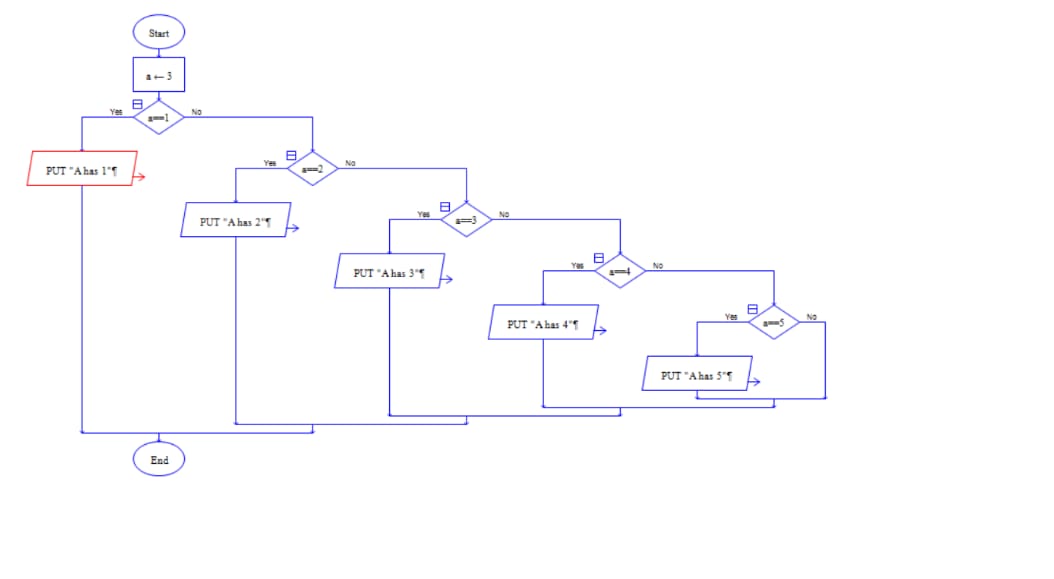 Start
a ← 3
Yes
a==1
No
PUT "A has 1"¶
Yes
a==2
No
PUT "A has 2"¶
Yes
a==3
No
PUT "A has 3"¶
Yes
a==4
No
PUT "A has 4"¶
Yes
a==5
No
PUT "A has 5"¶
End